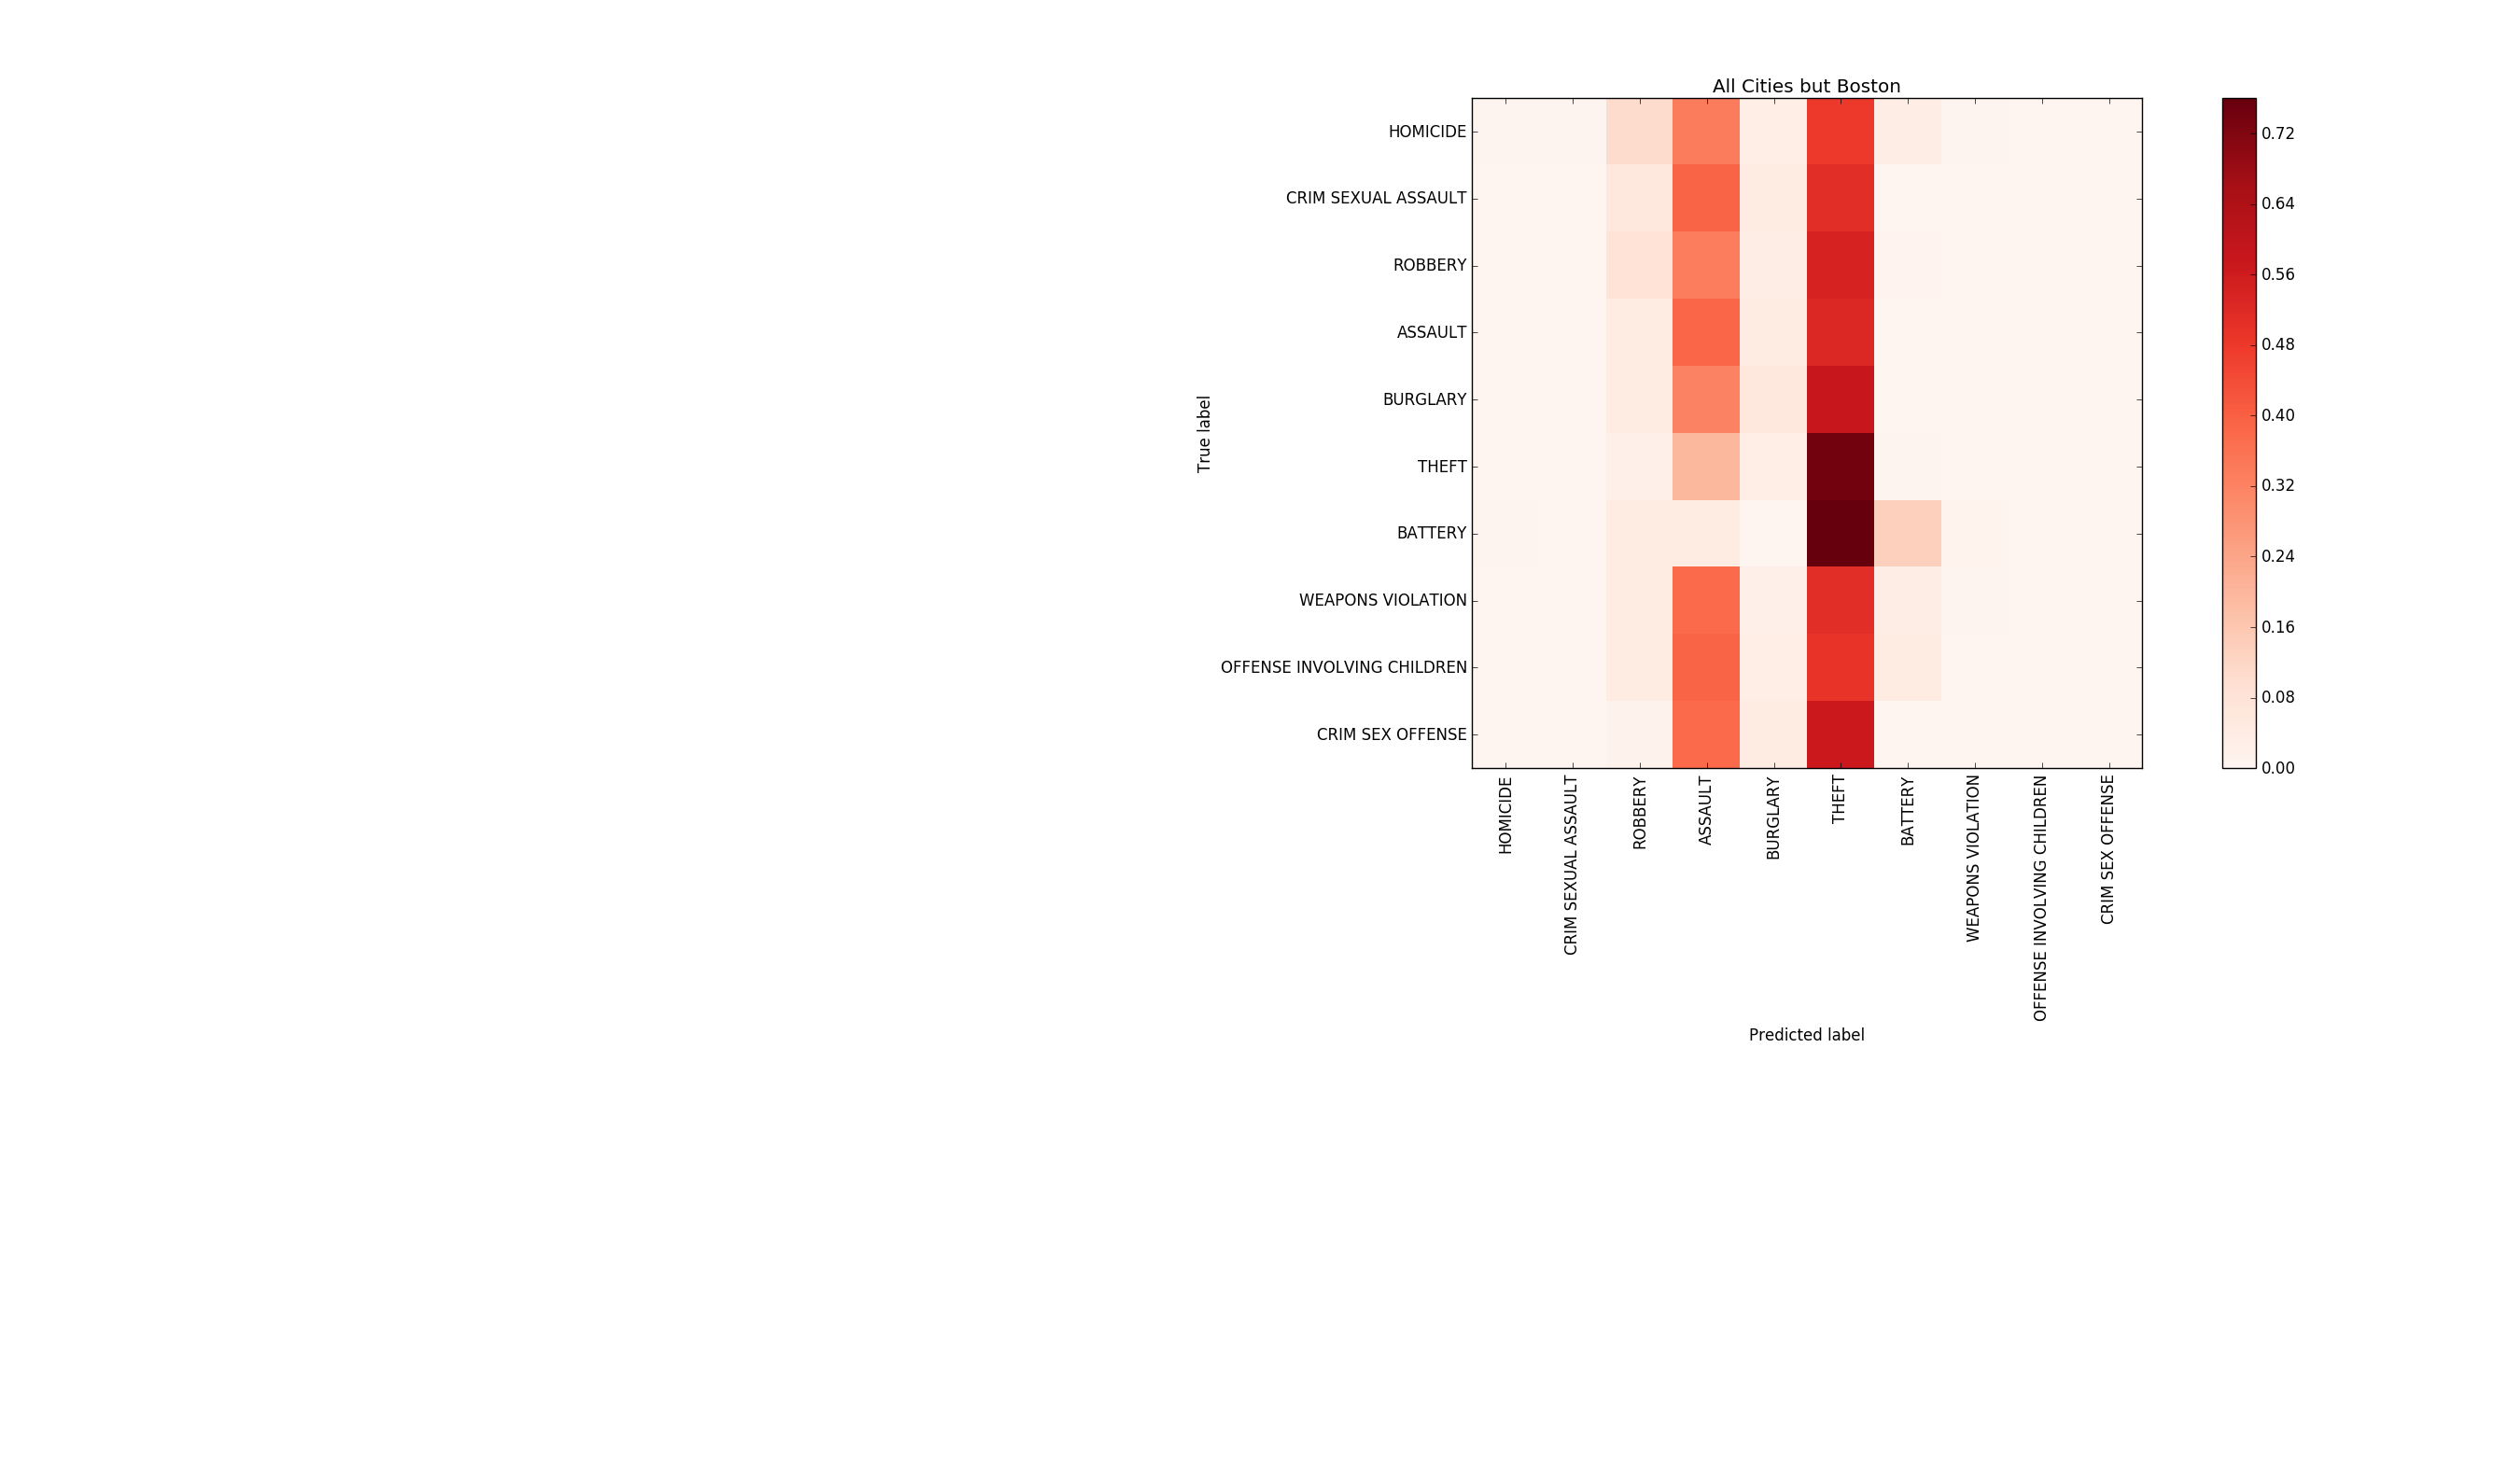 All Cities but Boston
True label
HOMICIDE
CRIM SEXUAL ASSAULT
ROBBERY
ASSAULT
BURGLARY
THEFT
BATTERY
WEAPONS VIOLATION
OFFENSE INVOLVING CHILDREN
CRIM SEX OFFENSE
HOMICIDE
CRIM SEXUAL ASSAULT
ROBBERY
ASSAULT
BURGLARY
THEFT
BATTERY
WEAPONS VIOLATION
OFFENSE INVOLVING CHILDREN
CRIM SEX OFFENSE
Predicted label
0.72
0.64
0.56
0.48
0.40
0.32
0.24
0.16
0.08
0.00